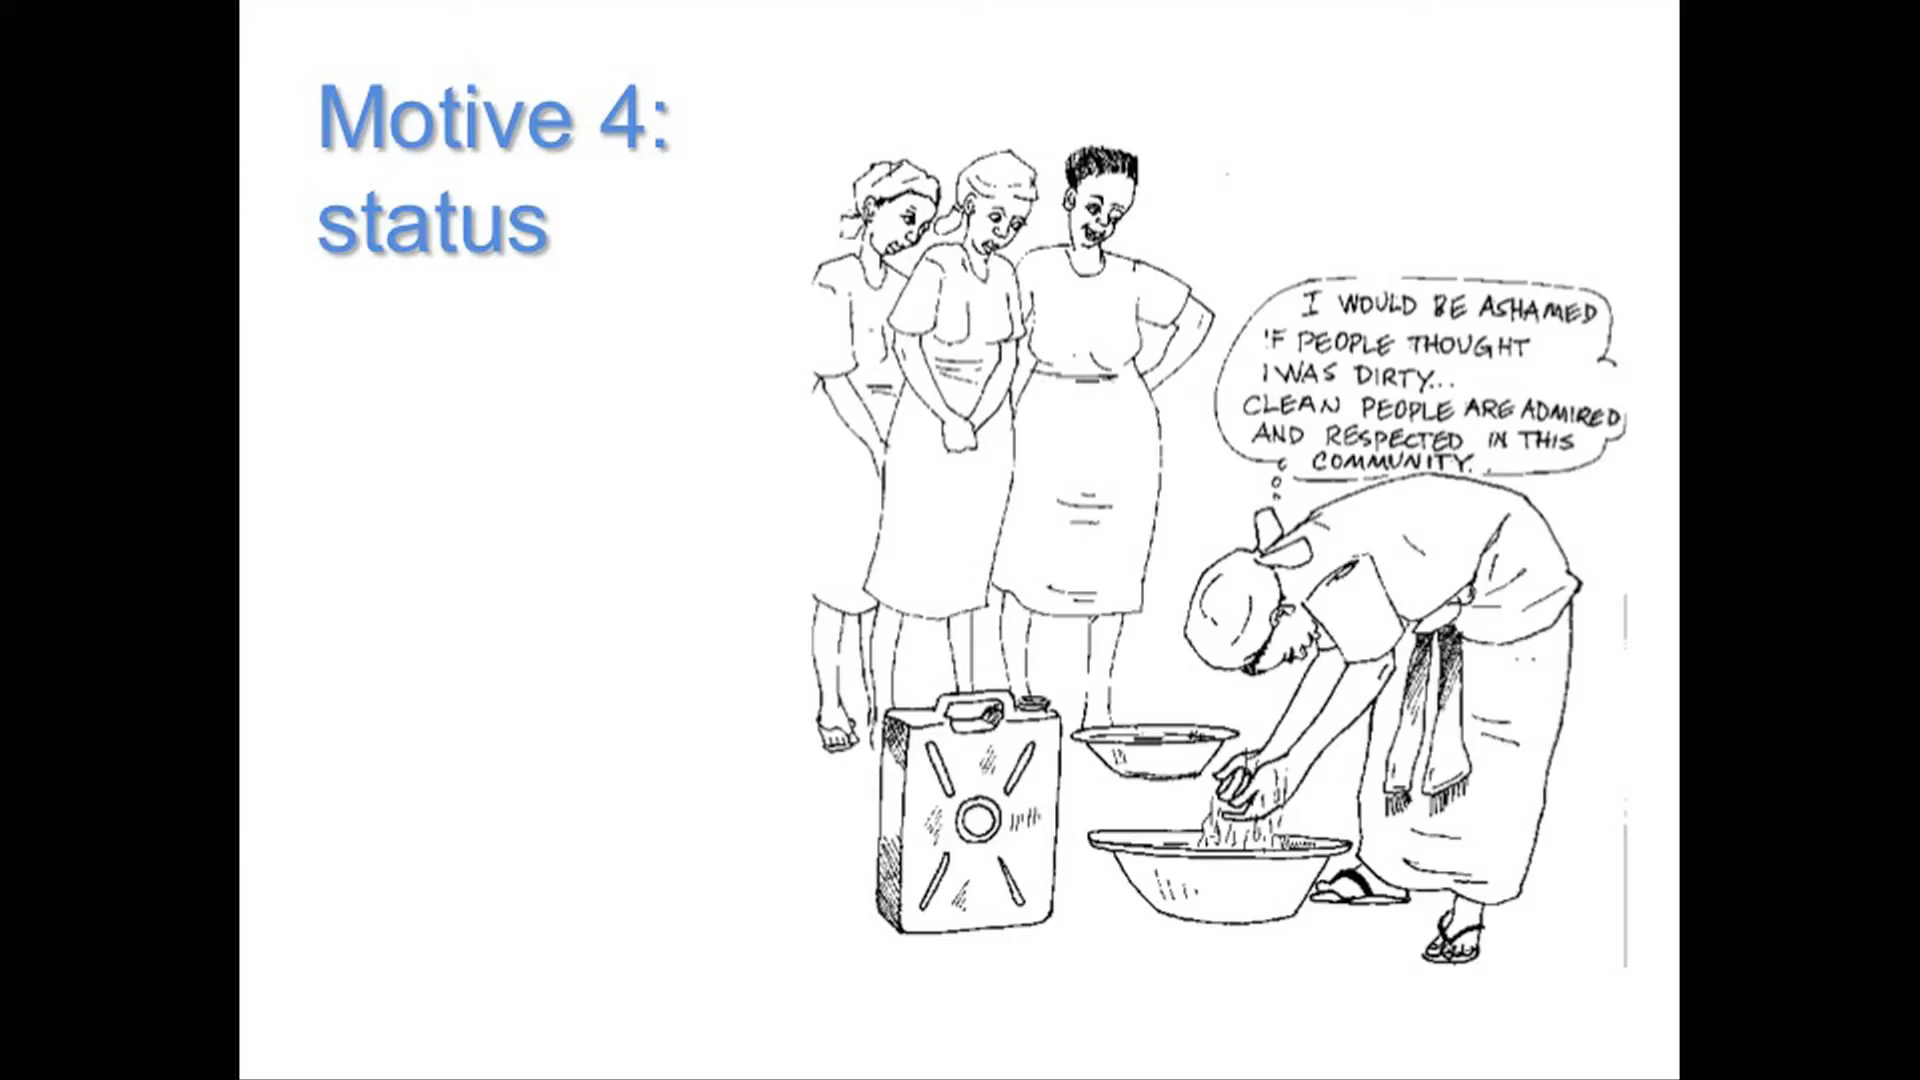 Motive 4:
status
I WOULD BE ASHAMED
IF PEOPLE THOUGHT
I WAS DIRTY...
CLEAN PEOPLE ARE ADMIRED
AND RESPECTED IN THIS
COMMUNITY.